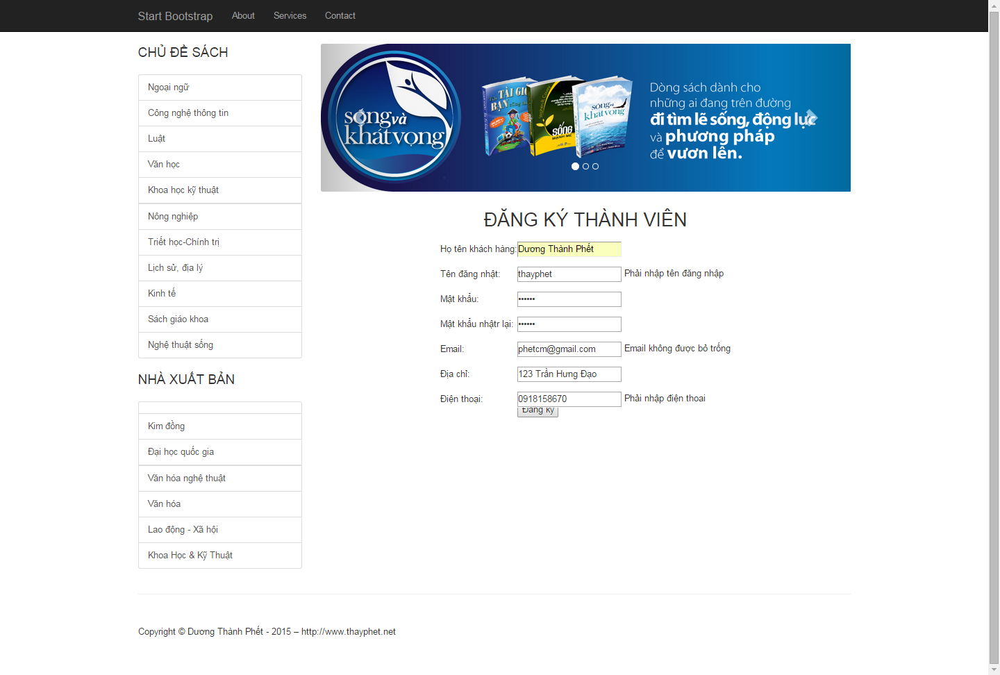 Start Bootstrap About Services Contact
CHỦ ĐỀ SÁCH
Ngoại ngữ
Công nghệ thông tin
Luật
Văn học
Khoa học kỹ thuật
Nông nghiệp
Triết học-Chính trị
Lịch sử, địa lý
Kinh tế
Sách giáo khoa
Nghệ thuật sống
NHÀ XUẤT BẢN
Kim đồng
Đại học quốc gia
Văn hóa nghệ thuật
Văn hóa
Lao động - Xã hội
Khoa Học & Kỹ Thuật
sống và
khát vọng
TÀI GIỎI
BẠN
SỐNG
MẠNH MẼ
sống và
khát vọng
Dòng sách dành cho
những ai đang trên đường
đi tìm lẽ sống, động lực
và phương pháp
để vươn lên.
ĐĂNG KÝ THÀNH VIÊN
Họ tên khách hàng: Dương Thành Phết
Tên đăng nhật: thayphet Phải nhập tên đăng nhập
Mật khẩu: ••••••
Mật khẩu nhậtr lại: ••••••
Email: phetcm@gmail.com Email không được bỏ trống
Địa chỉ: 123 Trần Hưng Đạo
Điện thoại: 0918158670 Phải nhập điện thoai
Đăng ký
Copyright © Dương Thành Phết - 2015 – http://www.thayphet.net